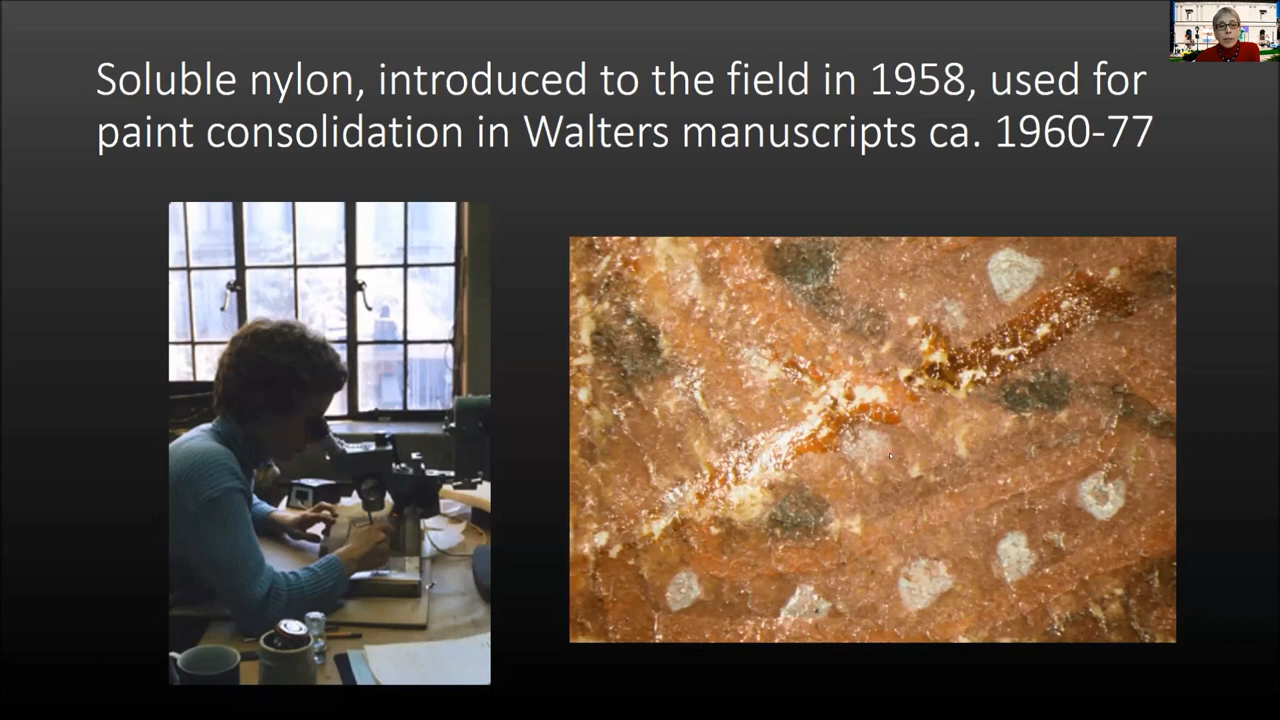 Soluble nylon, introduced to the field in 1958, used for
paint consolidation in Walters manuscripts ca. 1960-77